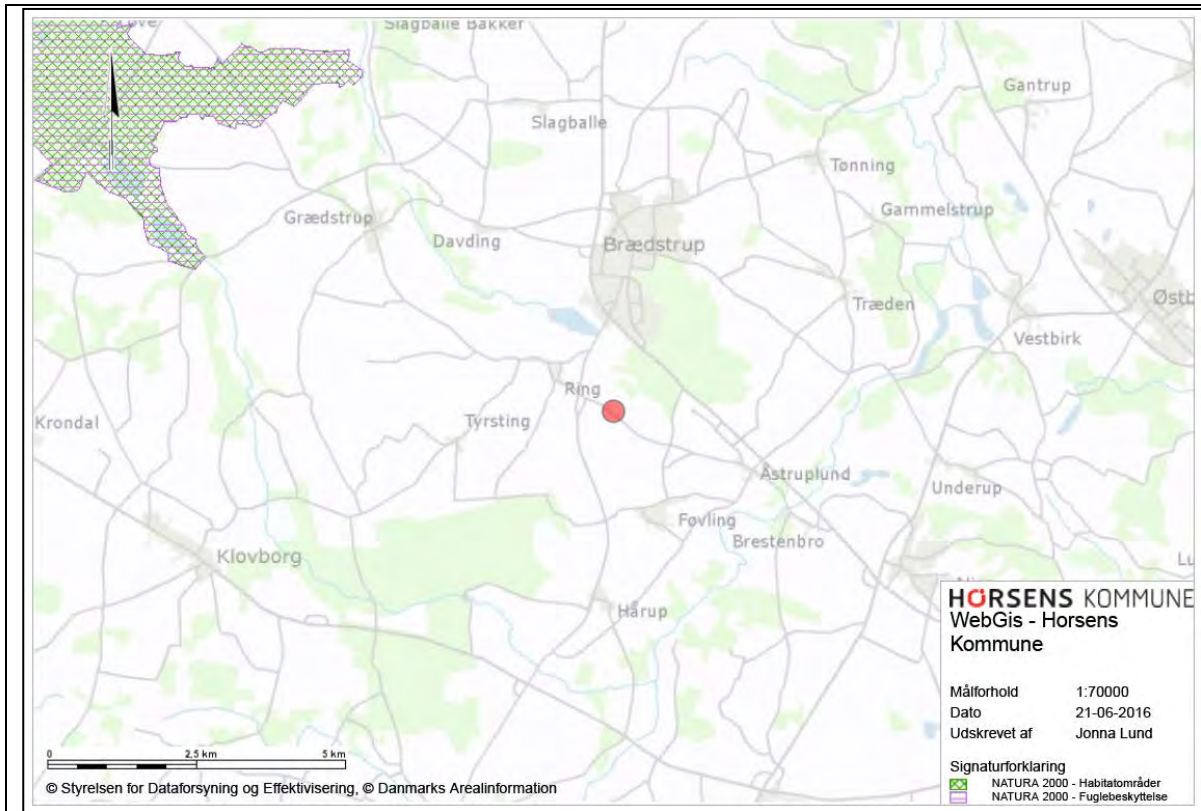 Slagballe Bakker
Gantrup
Slagballe
Tønning
Grædstrup
Gammelstrup
Davding
Brædstrup
Træden
Vestbirk
Ring
Krondal
Tyrsting
Åstruplund
Underup
Føvling
Brestenbro
Klovborg
Hårup
HORSENS KOMMUNE
WebGis - Horsens
Kommune
Målforhold 1:70000
Dato 21-06-2016
Udskrevet af Jonna Lund
Signaturforklaring
NATURA 2000 - Habitatområder
NATURA 2000 - Fuglebeskyttelse
0 2,5 km 5 km
© Styrelsen for Dataforsyning og Effektivisering, © Danmarks Arealinformation